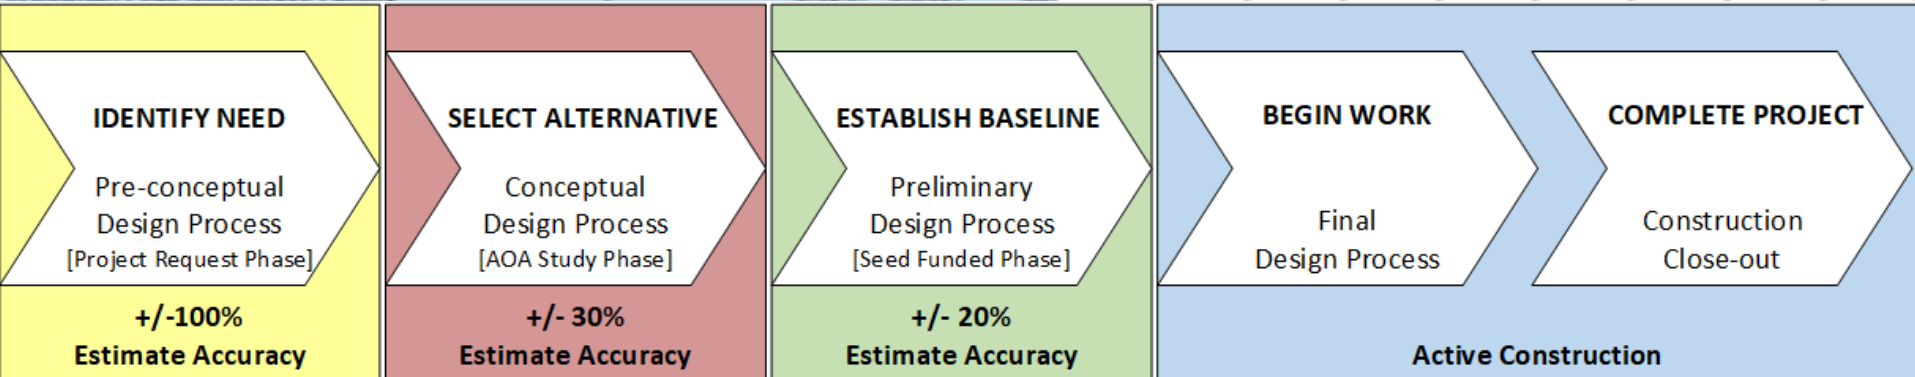 IDENTIFY NEED
Pre-conceptual
Design Process
[Project Request Phase]
+/-100%
Estimate Accuracy
SELECT ALTERNATIVE
Conceptual
Design Process
[AOA Study Phase]
+/- 30%
Estimate Accuracy
ESTABLISH BASELINE
Preliminary
Design Process
[Seed Funded Phase]
+/- 20%
Estimate Accuracy
BEGIN WORK
Final
Design Process
COMPLETE PROJECT
Construction
Close-out
Active Construction